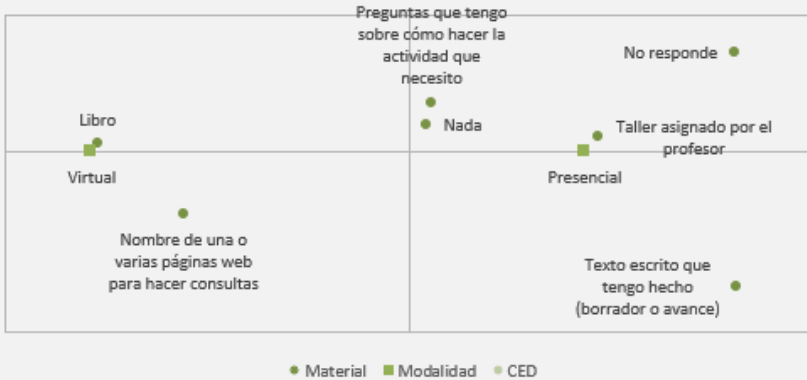 Preguntas que tengo
sobre cómo hacer la
actividad que
necesito
No responde
Libro
Nada
Taller asignado por el
profesor
Virtual
Presencial
Nombre de una o
varias páginas web
para hacer consultas
Texto escrito que
tengo hecho
(borrador o avance)
Material Modalidad CED